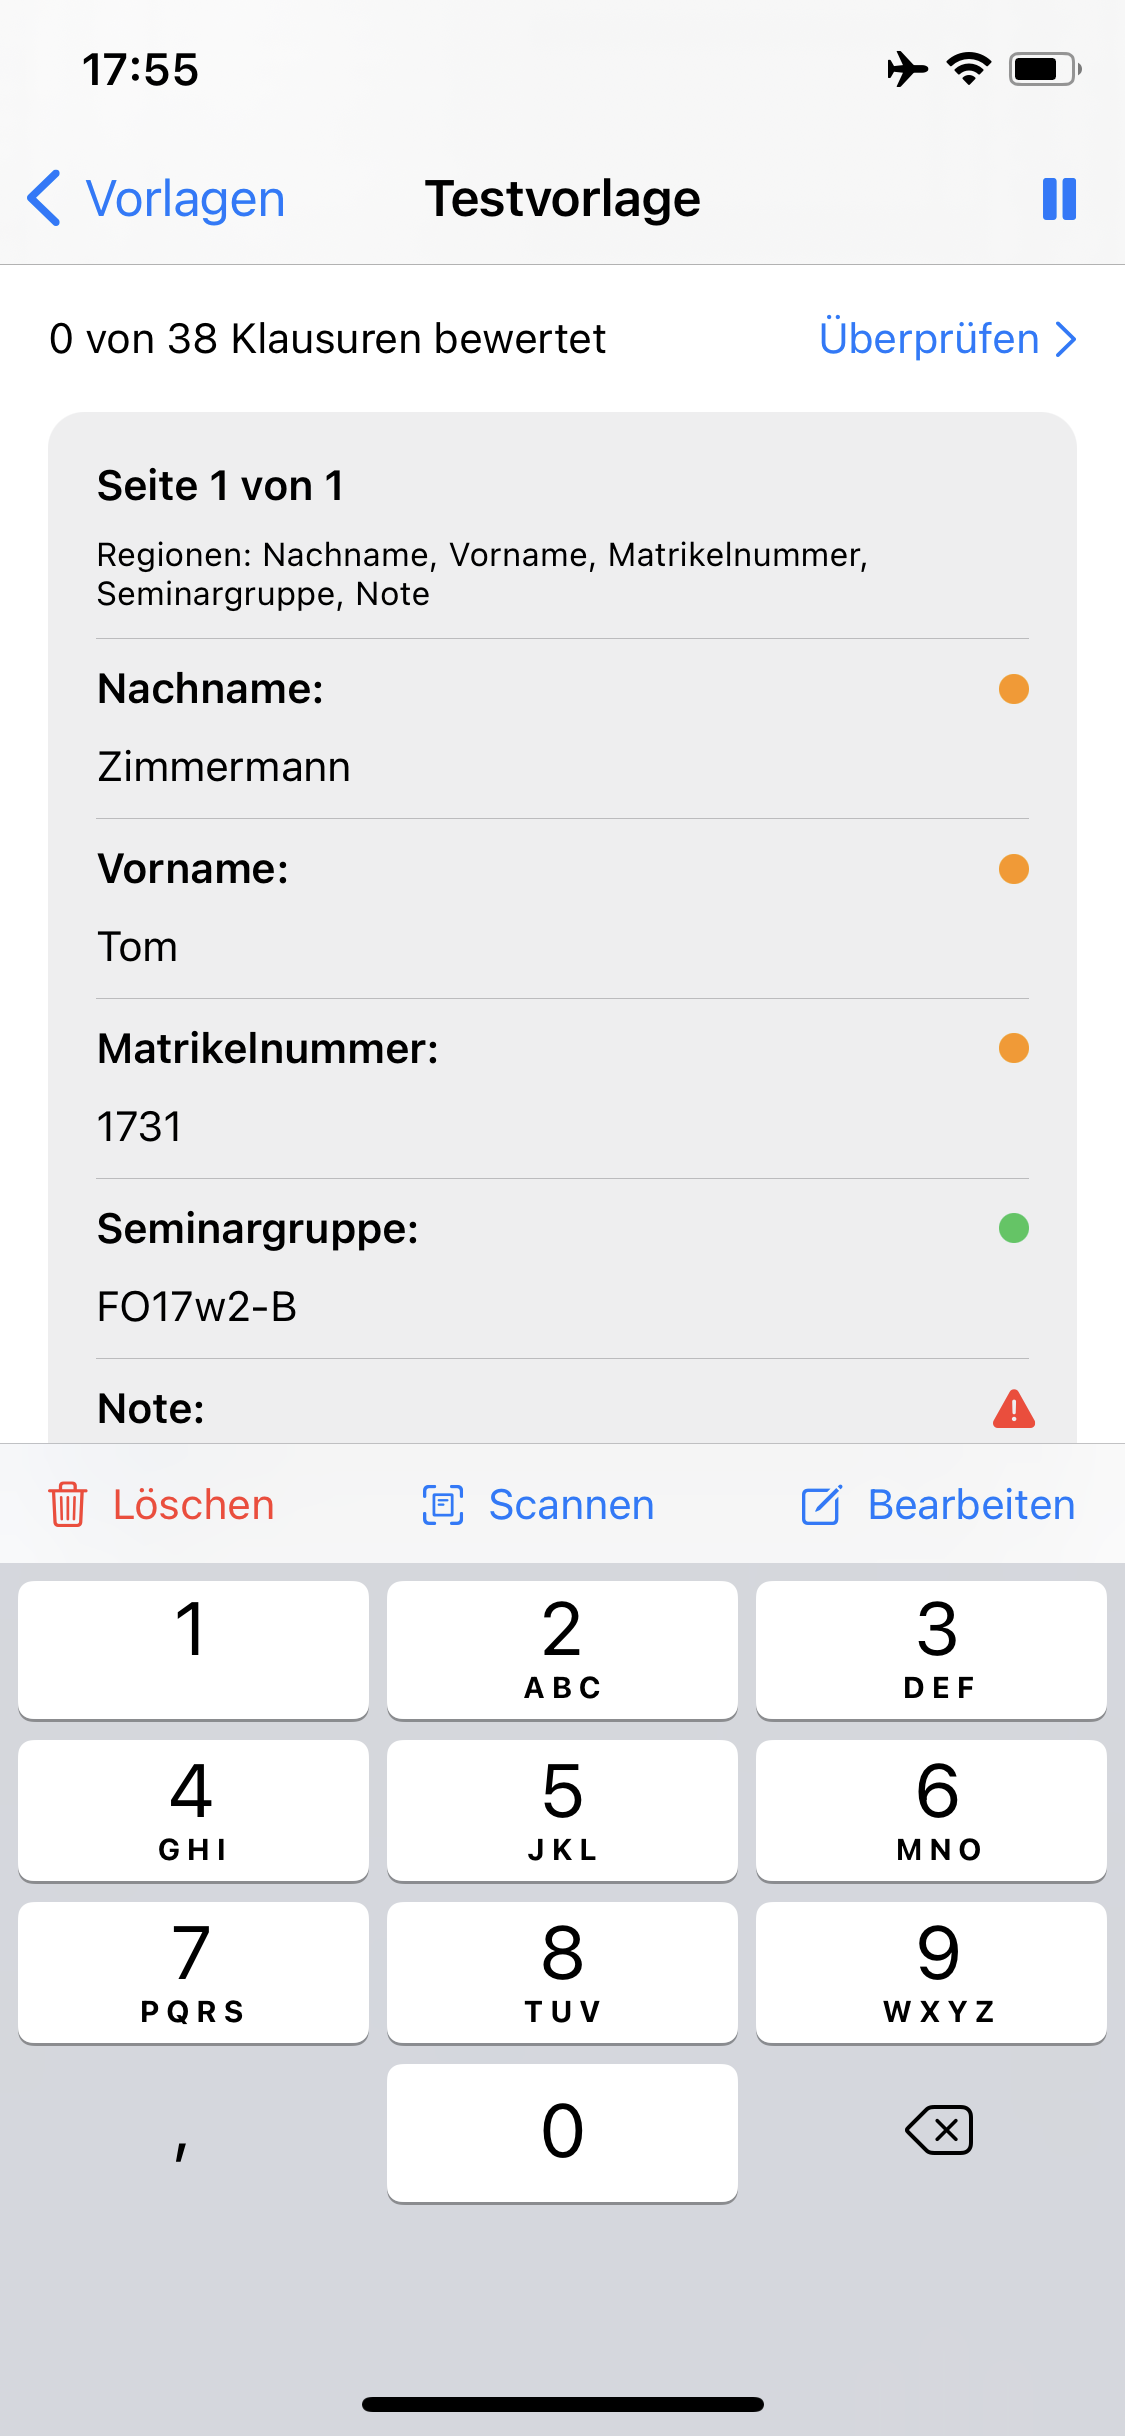 17:55
Vorlagen
Testvorlage
0 von 38 Klausuren bewertet
Überprüfen
Seite 1 von 1
Regionen: Nachname, Vorname, Matrikelnummer,
Seminargruppe, Note
Nachname:
Zimmermann
Vorname:
Tom
Matrikelnummer:
1731
Seminargruppe:
FO17w2-B
Note:
Löschen
Scannen
Bearbeiten
1
2
ABC
3
DEF
4
GHI
5
JKL
6
MNO
7
PQRS
8
TUV
9
WXYZ
,
0